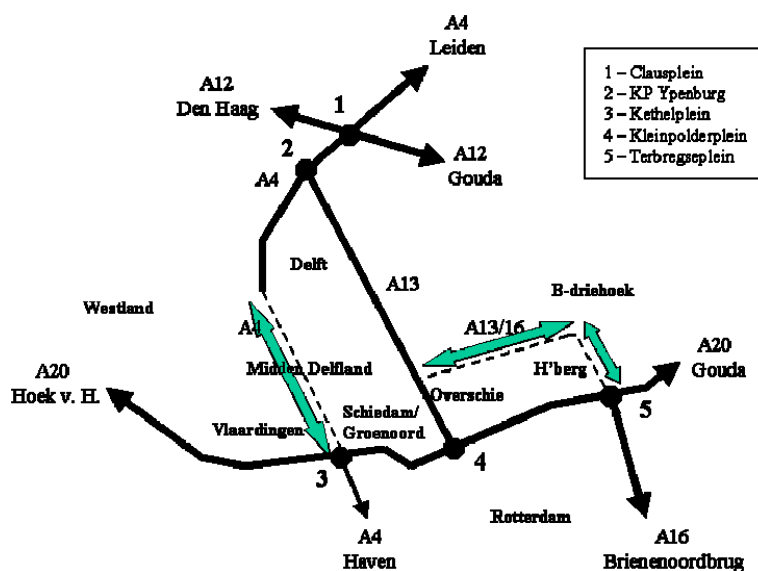 A4
Leiden
1 – Clausplein
2 – KP Ypenburg
3 – Kethelplein
4 – Kleinpolderplein
5 – Terbregseplein
A12
Den Haag
1
2
A12
Gouda
A4
Delft
A13
B-driehoek
Westland
A4
A13/16
Midden Delfland
H'berg
A20
Gouda
A20
Hoek v. H.
Overschie
Schiedam/
Groenoord
Vlaardingen
5
3
4
Rotterdam
A4
Haven
A16
Brienenoordbrug